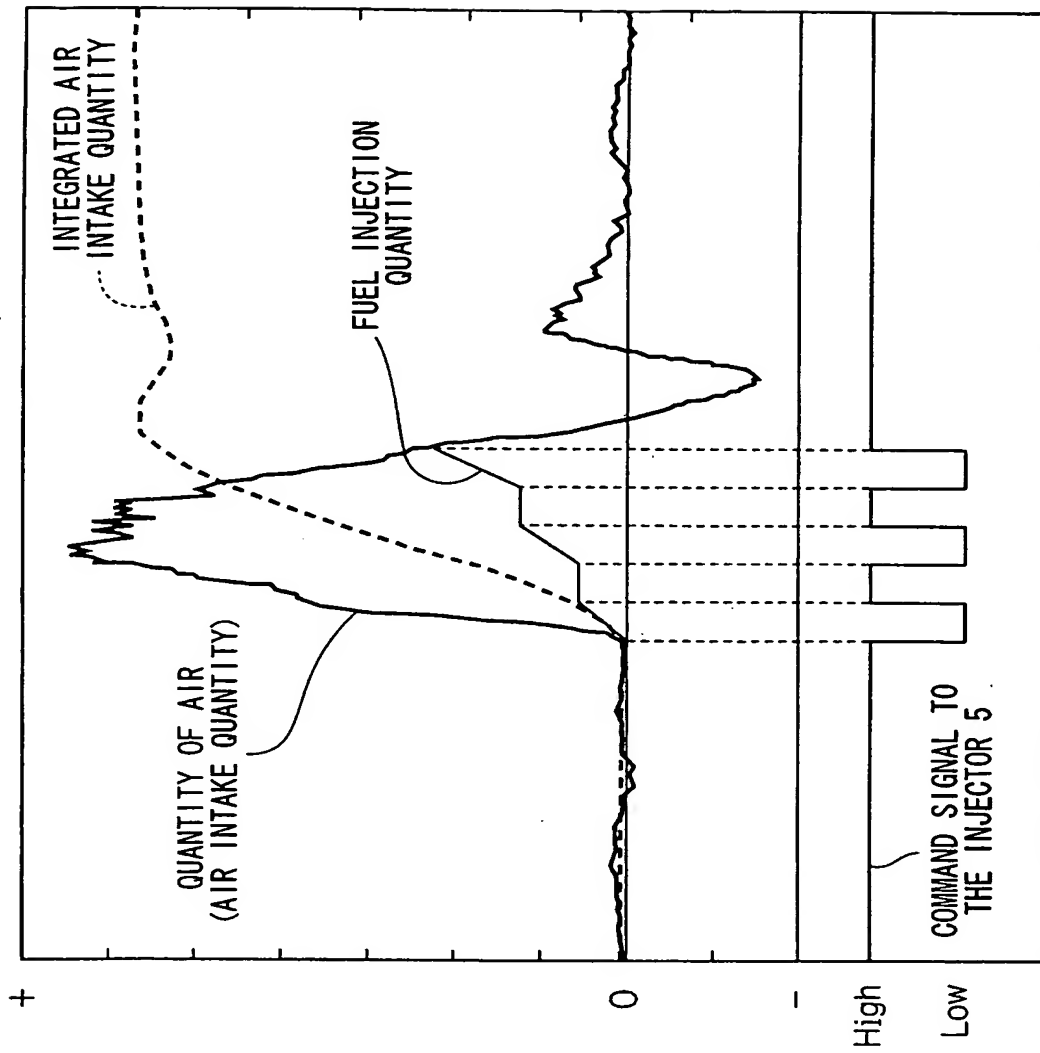 INTEGRATED AIR
INTAKE QUANTITY
FUEL INJECTION
QUANTITY
QUANTITY OF AIR
(AIR INTAKE QUANTITY)
COMMAND SIGNAL TO
THE INJECTOR 5
+
0
-
High
Low